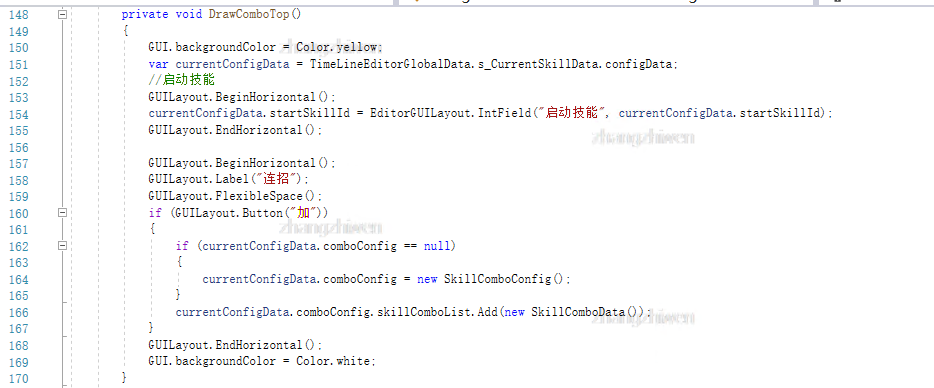 148 private void DrawComboTop()
149 {
150 GUI.backgroundColor = Color.yellow;
151 var currentConfigData = TimeLineEditorGlobalData.s_CurrentSkillData.configData;
152 //启动技能
153 GUILayout.BeginHorizontal();
154 currentConfigData.startSkillId = EditorGUILayout.IntField("启动技能", currentConfigData.startSkillId);
155 GUILayout.EndHorizontal();
156
157 GUILayout.BeginHorizontal();
158 GUILayout.Label("连招");
159 GUILayout.FlexibleSpace();
160 if (GUILayout.Button("加"))
161 {
162 if (currentConfigData.comboConfig == null)
163 {
164 currentConfigData.comboConfig = new SkillComboConfig();
165 }
166 currentConfigData.comboConfig.skillComboList.Add(new SkillComboData());
167 }
168 GUILayout.EndHorizontal();
169 GUI.backgroundColor = Color.white;
170 }
zhangzhiwen
zhangzhiwen
zhangzhiwen
zhangzhiwen